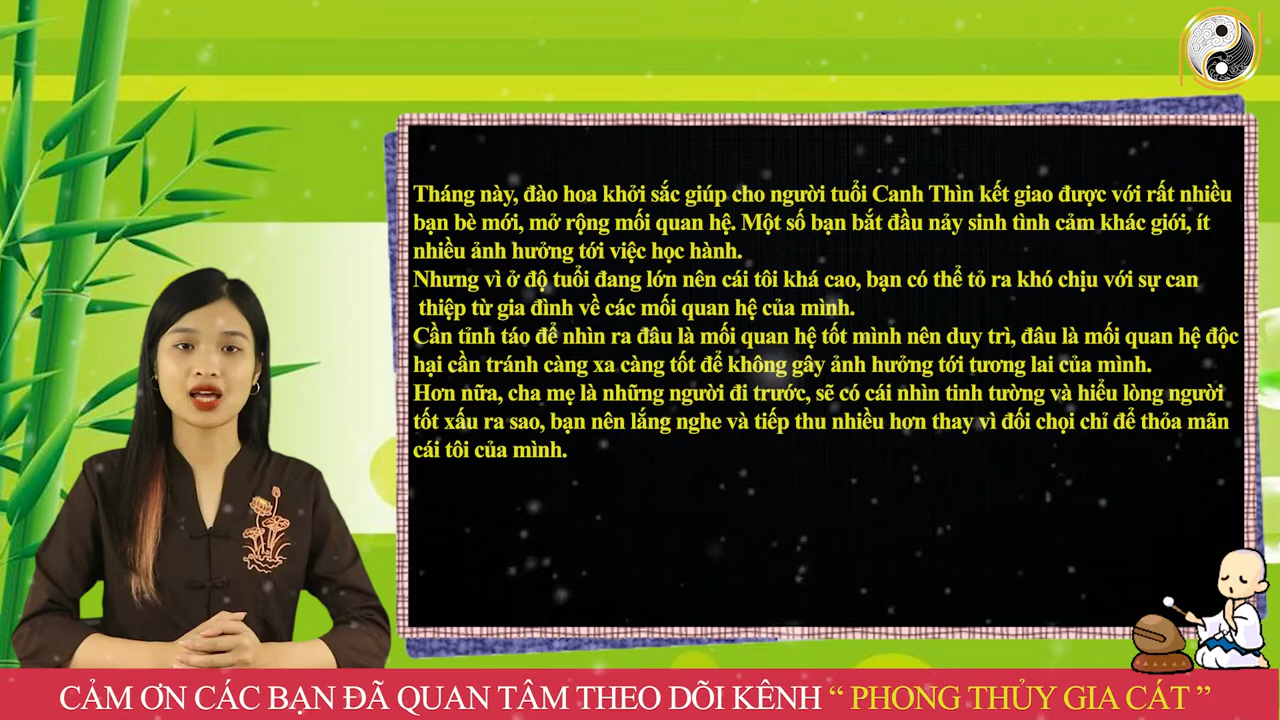 Tháng này, đào hoa khởi sắc giúp cho người tuổi Canh Thìn kết giao được với rất nhiều
bạn bè mới, mở rộng mối quan hệ. Một số bạn bắt đầu nảy sinh tình cảm khác giới, ít
nhiều ảnh hưởng tới việc học hành.
Nhưng vì ở độ tuổi đang lớn nên cái tôi khá cao, bạn có thể tỏ ra khó chịu với sự can
thiệp từ gia đình về các mối quan hệ của mình.
Cần tỉnh táo để nhìn ra đâu là mối quan hệ tốt mình nên duy trì, đâu là mối quan hệ độc
hại cần tránh càng xa càng tốt để không gây ảnh hưởng tới tương lai của mình.
Hơn nữa, cha mẹ là những người đi trước, sẽ có cái nhìn tinh tường và hiểu lòng người
tốt xấu ra sao, bạn nên lắng nghe và tiếp thu nhiều hơn thay vì đối chọi chỉ để thỏa mãn
cái tôi của mình.
CẢM ƠN CÁC BẠN ĐÃ QUAN TÂM THEO DÕI KÊNH “ PHONG THỦY GIA CÁT ”